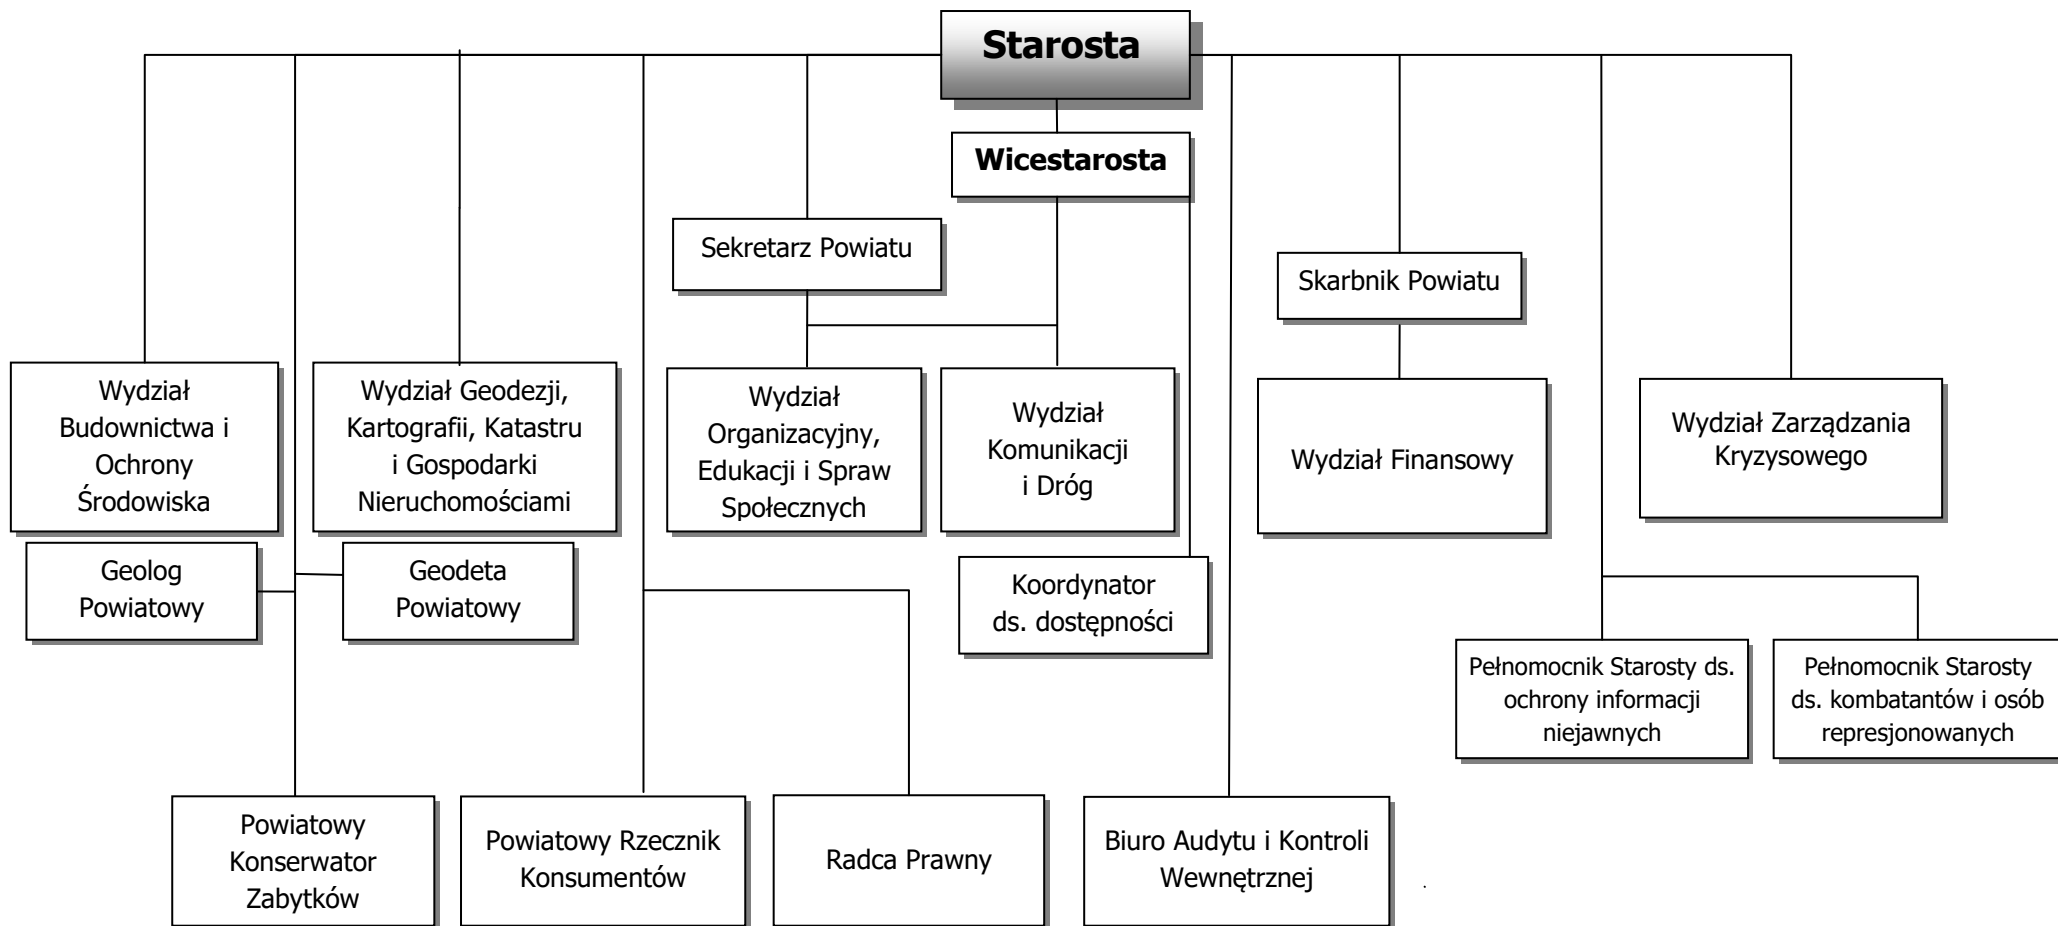 Starosta
Wicestarosta
Sekretarz Powiatu
Skarbnik Powiatu
Wydział
Budownictwa i
Ochrony
Środowiska
Wydział Geodezji,
Kartografii, Katastru
i Gospodarki
Nieruchomościami
Wydział
Organizacyjny,
Edukacji i Spraw
Społecznych
Wydział
Komunikacji
i Dróg
Wydział Finansowy
Wydział Zarządzania
Kryzysowego
Geolog
Powiatowy
Geodeta
Powiatowy
Koordynator
ds. dostępności
Pełnomocnik Starosty ds.
ochrony informacji
niejawnych
Pełnomocnik Starosty
ds. kombatantów i osób
represjonowanych
Powiatowy
Konserwator
Zabytków
Powiatowy Rzecznik
Konsumentów
Radca Prawny
Biuro Audytu i Kontroli
Wewnętrznej
.